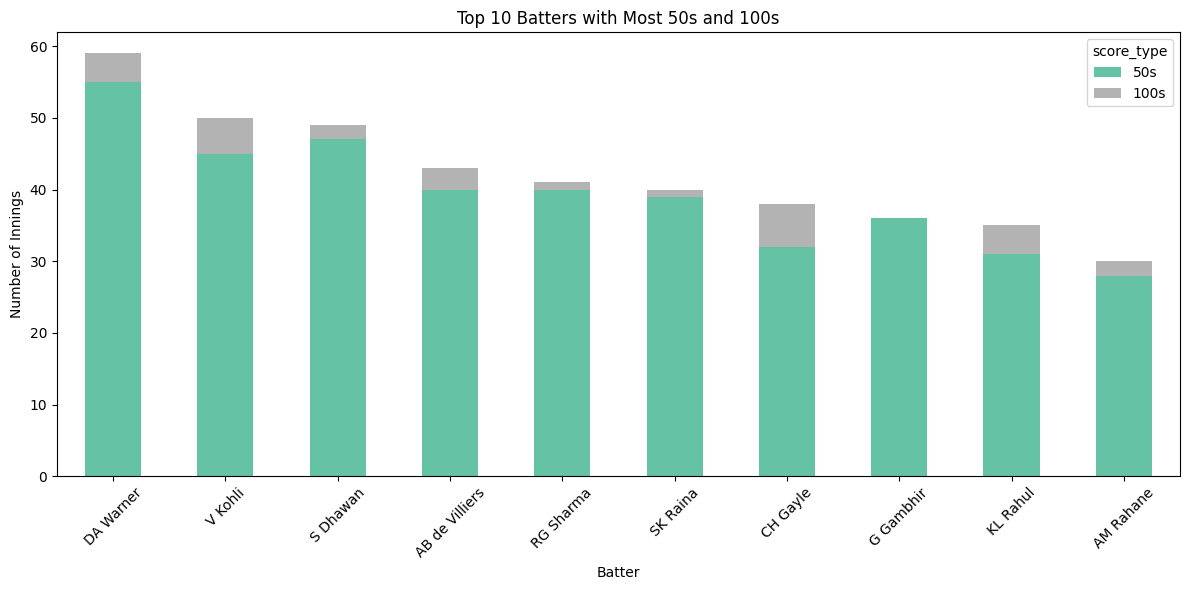 Top 10 Batters with Most 50s and 100s
score_type
50s
100s
Number of Innings
60
50
40
30
20
10
0
DA Warner
V Kohli
S Dhawan
AB de Villiers
RG Sharma
SK Raina
CH Gayle
G Gambhir
KL Rahul
AM Rahane
Batter